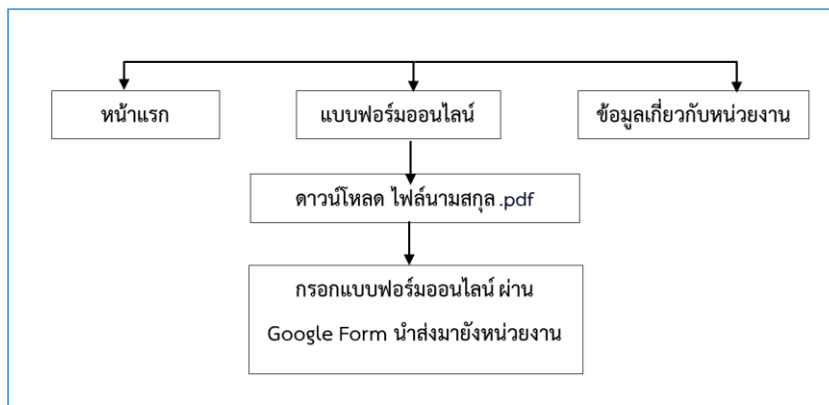 หน้าแรก
แบบฟอร์มออนไลน์
ข้อมูลเกี่ยวกับหน่วยงาน
ดาวน์โหลด ไฟล์นามสกุล .pdf
กรอกแบบฟอร์มออนไลน์ ผ่าน
Google Form นำส่งมายังหน่วยงาน